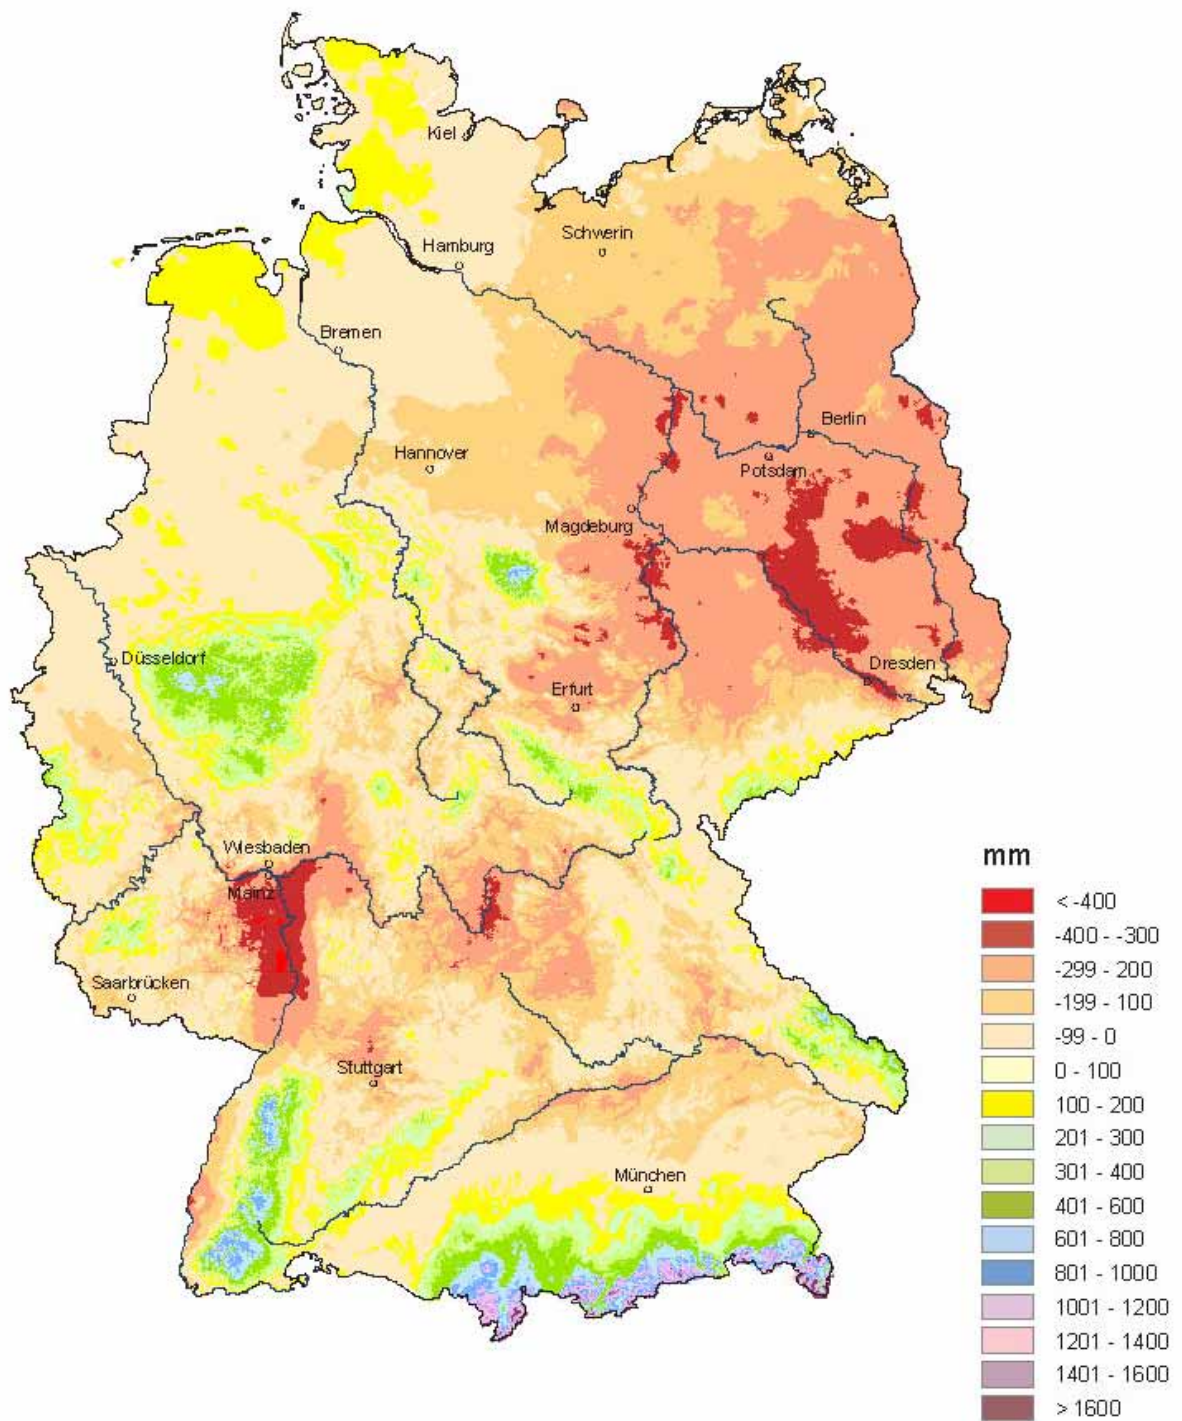 Kiel
Schwerin
Hamburg
Bremen
Berlin
Hannover
Potsdam
Magdeburg
Düsseldorf
Dresden
Erfurt
Wiesbaden
Mainz
Saarbrücken
Stuttgart
München
mm
< -400
-400 - -300
-299 - 200
-199 - 100
-99 - 0
0 - 100
100 - 200
201 - 300
301 - 400
401 - 600
601 - 800
801 - 1000
1001 - 1200
1201 - 1400
1401 - 1600
> 1600